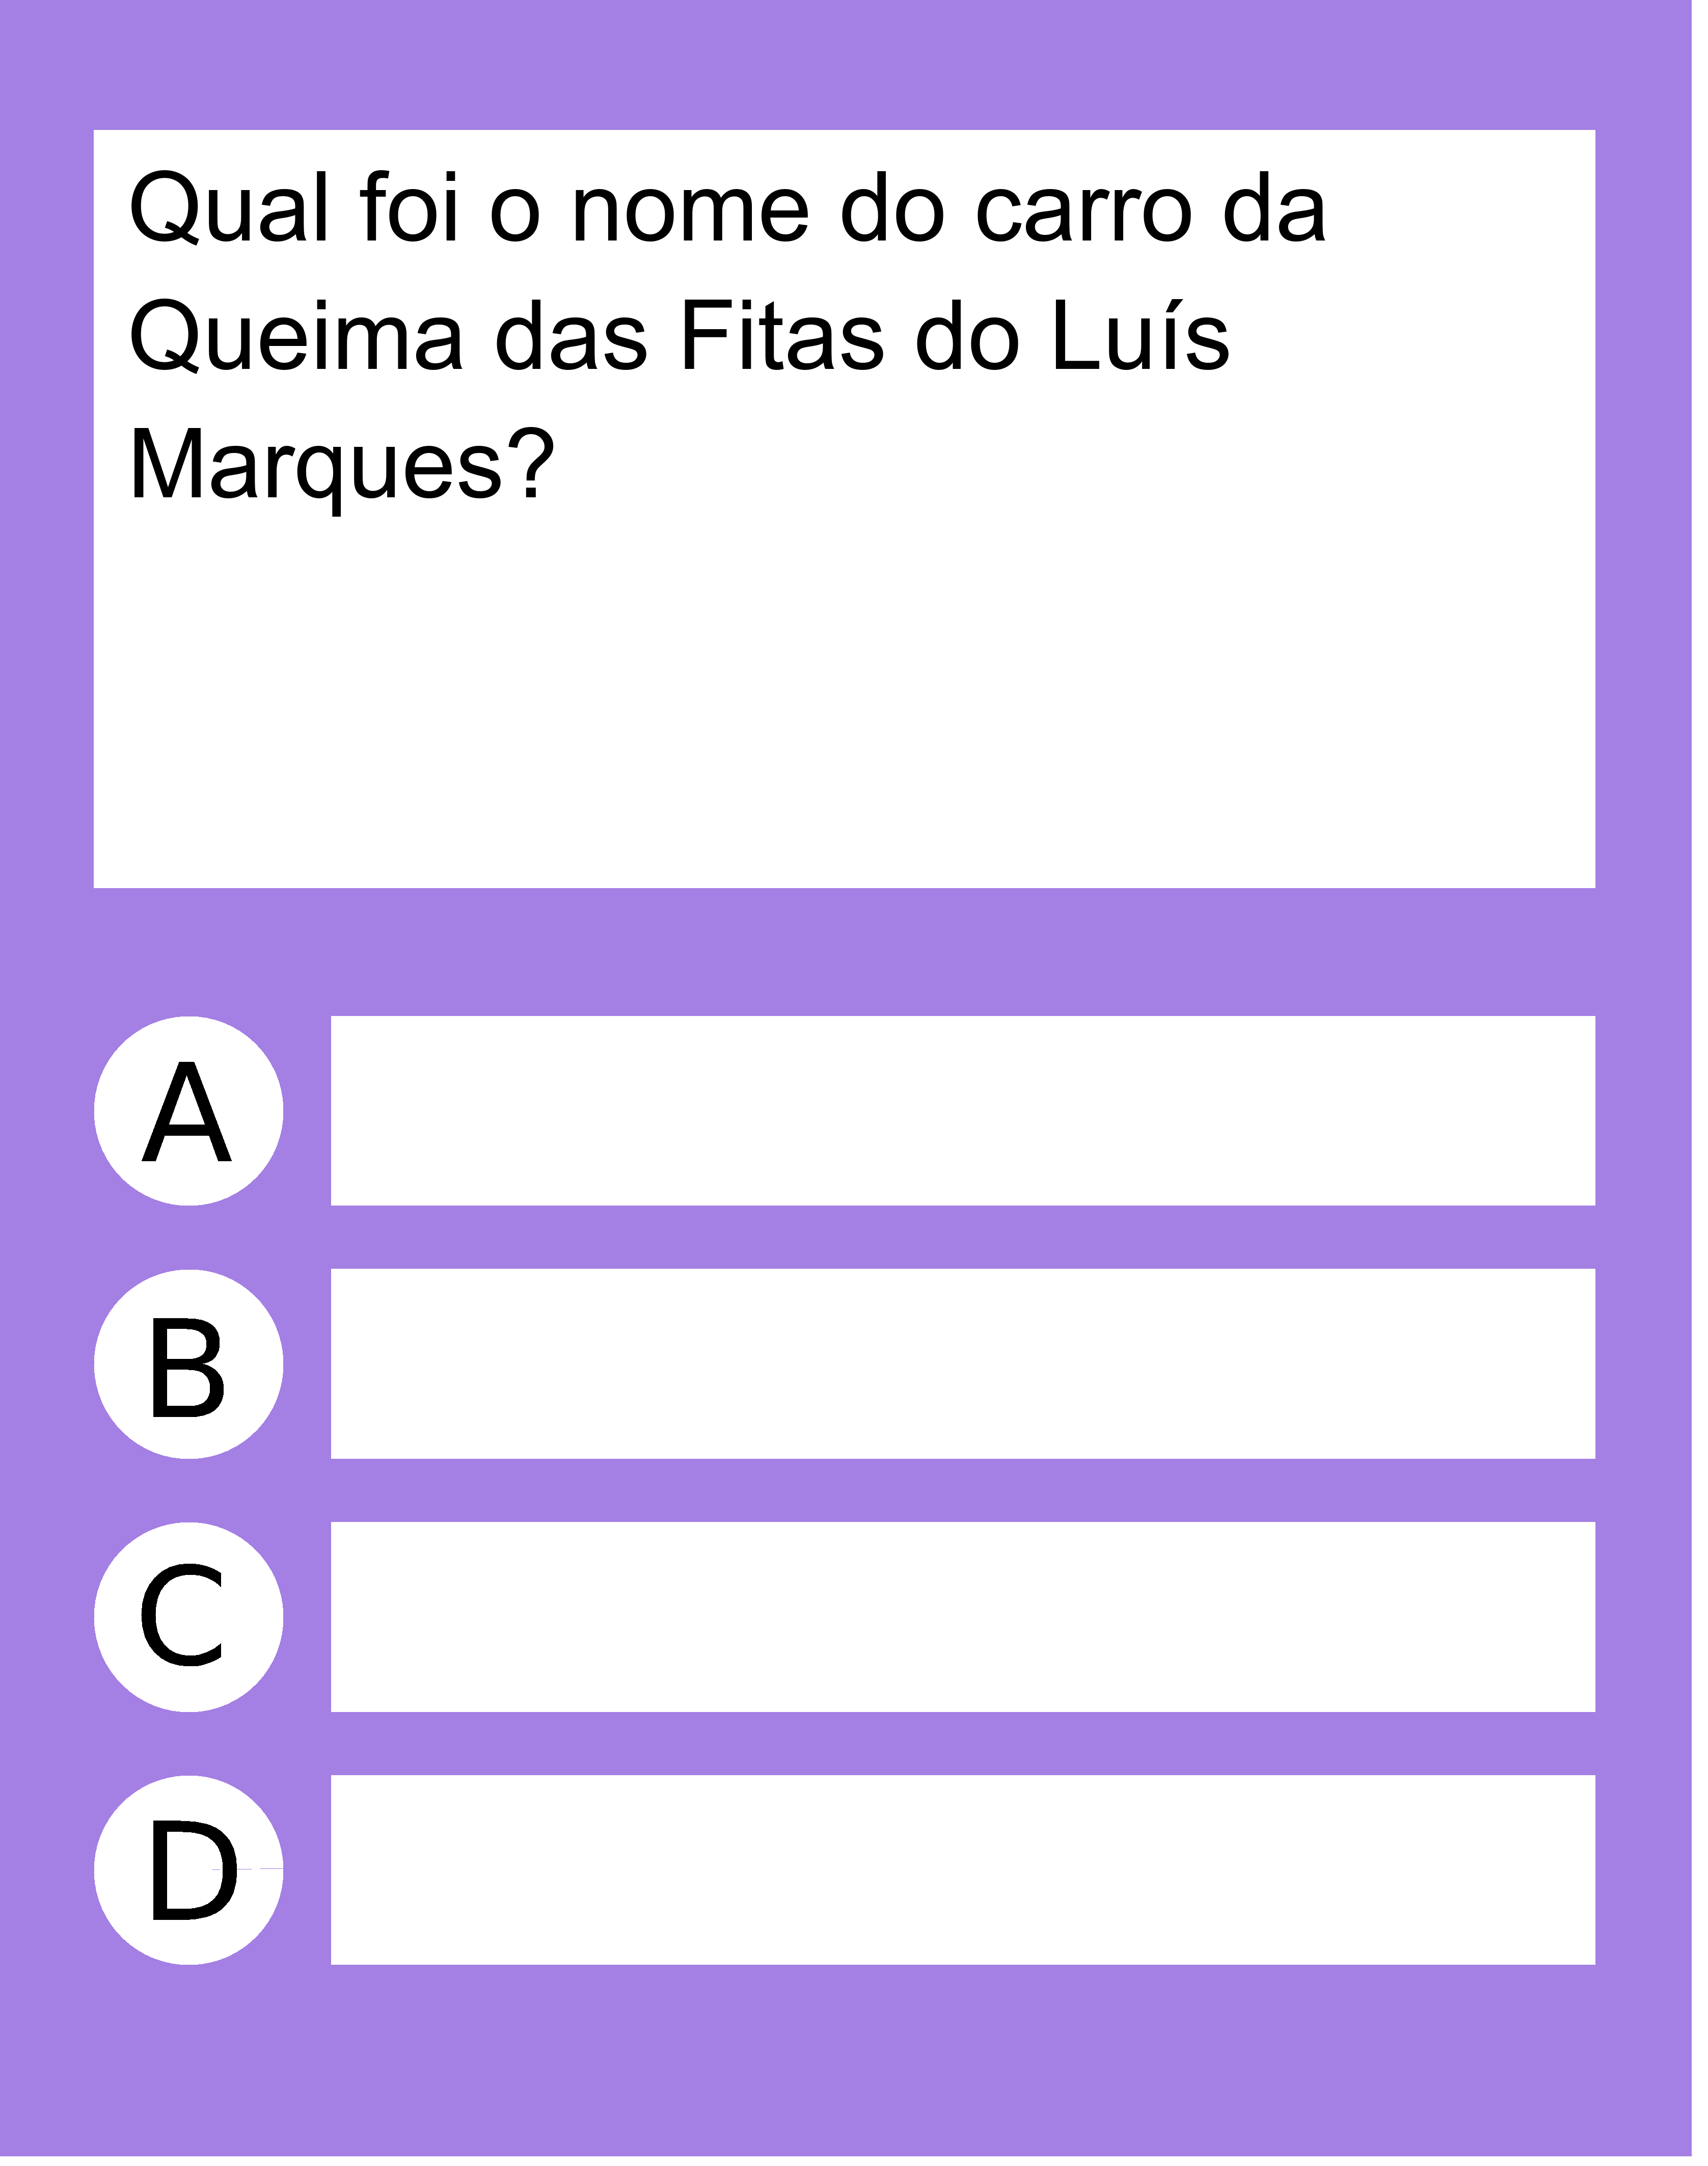 Qual foi o nome do carro da
Queima das Fitas do Luís
Marques?
A
B
C
D